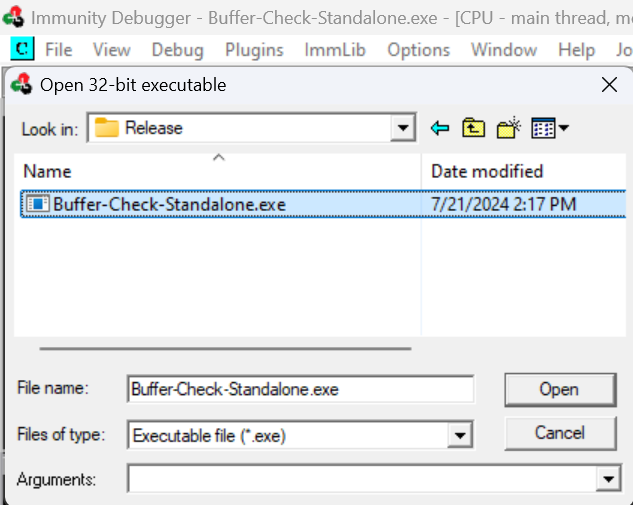 Immunity Debugger - Buffer-Check-Standalone.exe - [CPU - main thread, mo
C File View Debug Plugins ImmLib Options Window Help Jo
Open 32-bit executable
Look in: Release
Name Date modified
Buffer-Check-Standalone.exe 7/21/2024 2:17 PM
File name: Buffer-Check-Standalone.exe Open
Files of type: Executable file (*.exe) Cancel
Arguments: